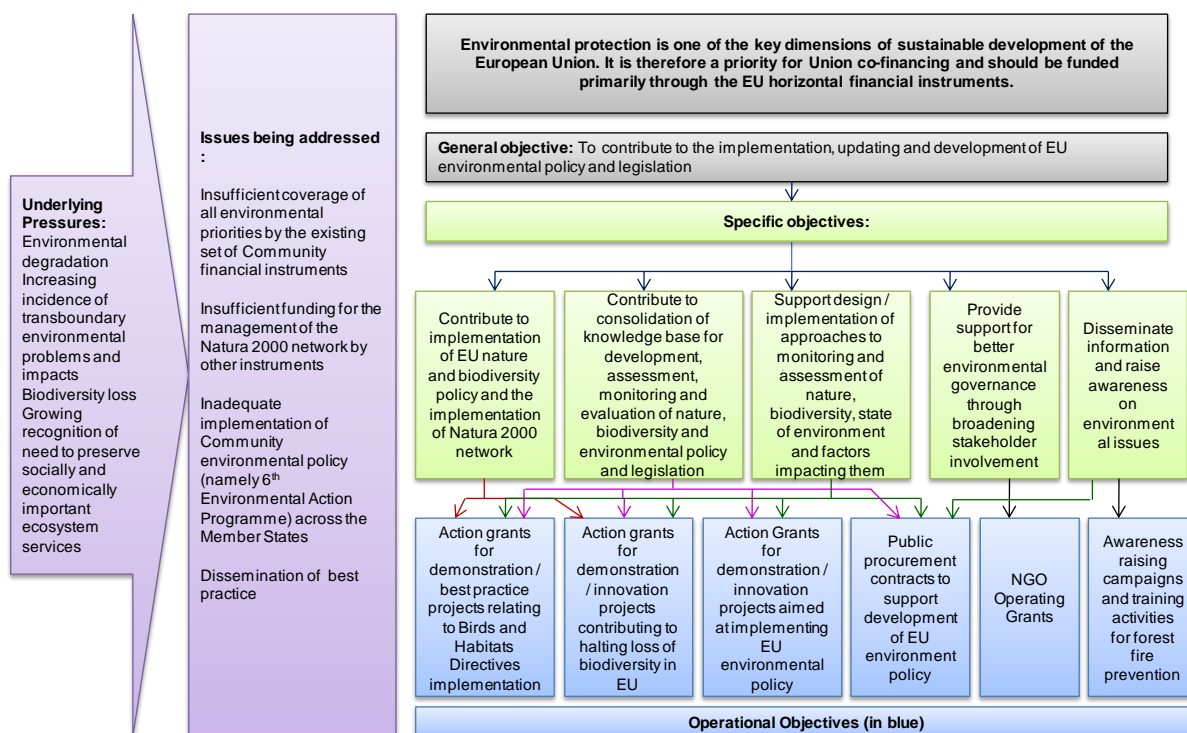 Underlying
Pressures:
Environmental
degradation
Increasing
incidence of
transboundary
environmental
problems and
impacts
Biodiversity loss
Growing
recognition of
need to preserve
socially and
economically
important
ecosystem
services
Issues being addressed
:
Insufficient coverage of
all environmental
priorities by the existing
set of Community
financial instruments
Insufficient funding for the
management of the
Natura 2000 network by
other instruments
Inadequate
implementation of
Community
environmental policy
(namely 6th
Environmental Action
Programme) across the
Member States
Dissemination of best
practice
Environmental protection is one of the key dimensions of sustainable development of the
European Union. It is therefore a priority for Union co-financing and should be funded
primarily through the EU horizontal financial instruments.
General objective: To contribute to the implementation, updating and development of EU
environmental policy and legislation
Specific objectives:
Contribute to
implementation
of EU nature
and biodiversity
policy and the
implementation
of Natura 2000
network
Contribute to
consolidation of
knowledge base for
development,
assessment,
monitoring and
evaluation of nature,
biodiversity and
environmental policy
and legislation
Support design /
implementation of
approaches to
monitoring and
assessment of
nature,
biodiversity, state
of environment
and factors
impacting them
Provide
support for
better
environmental
governance
through
broadening
stakeholder
involvement
Disseminate
information
and raise
awareness
on
environment
al issues
Action grants
for
demonstration /
best practice
projects relating
to Birds and
Habitats
Directives
implementation
Action grants
for
demonstration
/ innovation
projects
contributing to
halting loss of
biodiversity in
EU
Action Grants
for
demonstration /
innovation
projects aimed
at implementing
EU
environmental
policy
Public
procurement
contracts to
support
development
of EU
environment
policy
NGO
Operating
Grants
Awareness
raising
campaigns
and training
activities
for forest
fire
prevention
Operational Objectives (in blue)